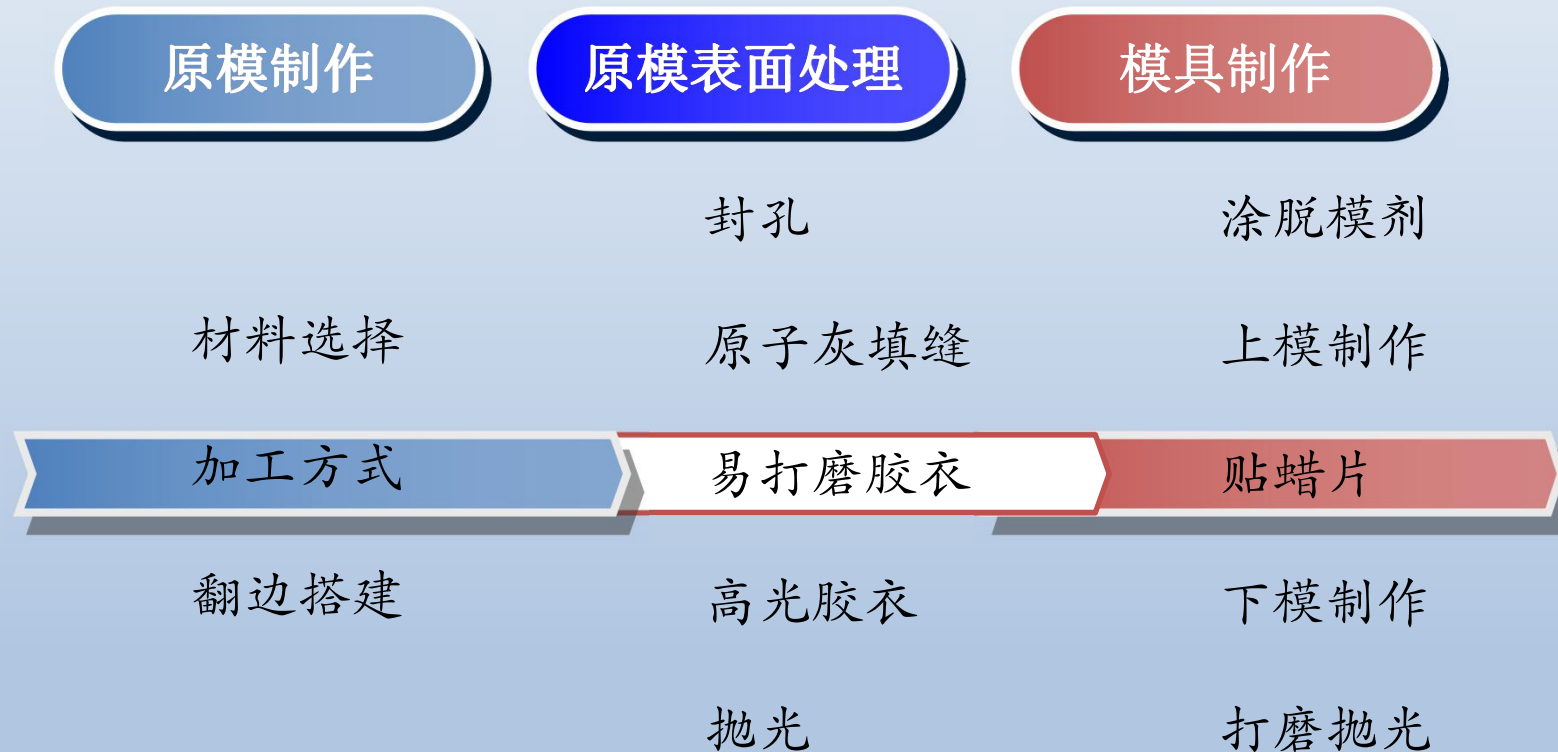 原模制作
材料选择
加工方式
翻边搭建
原模表面处理
封孔
原子灰填缝
易打磨胶衣
高光胶衣
抛光
模具制作
涂脱模剂
上模制作
贴蜡片
下模制作
打磨抛光